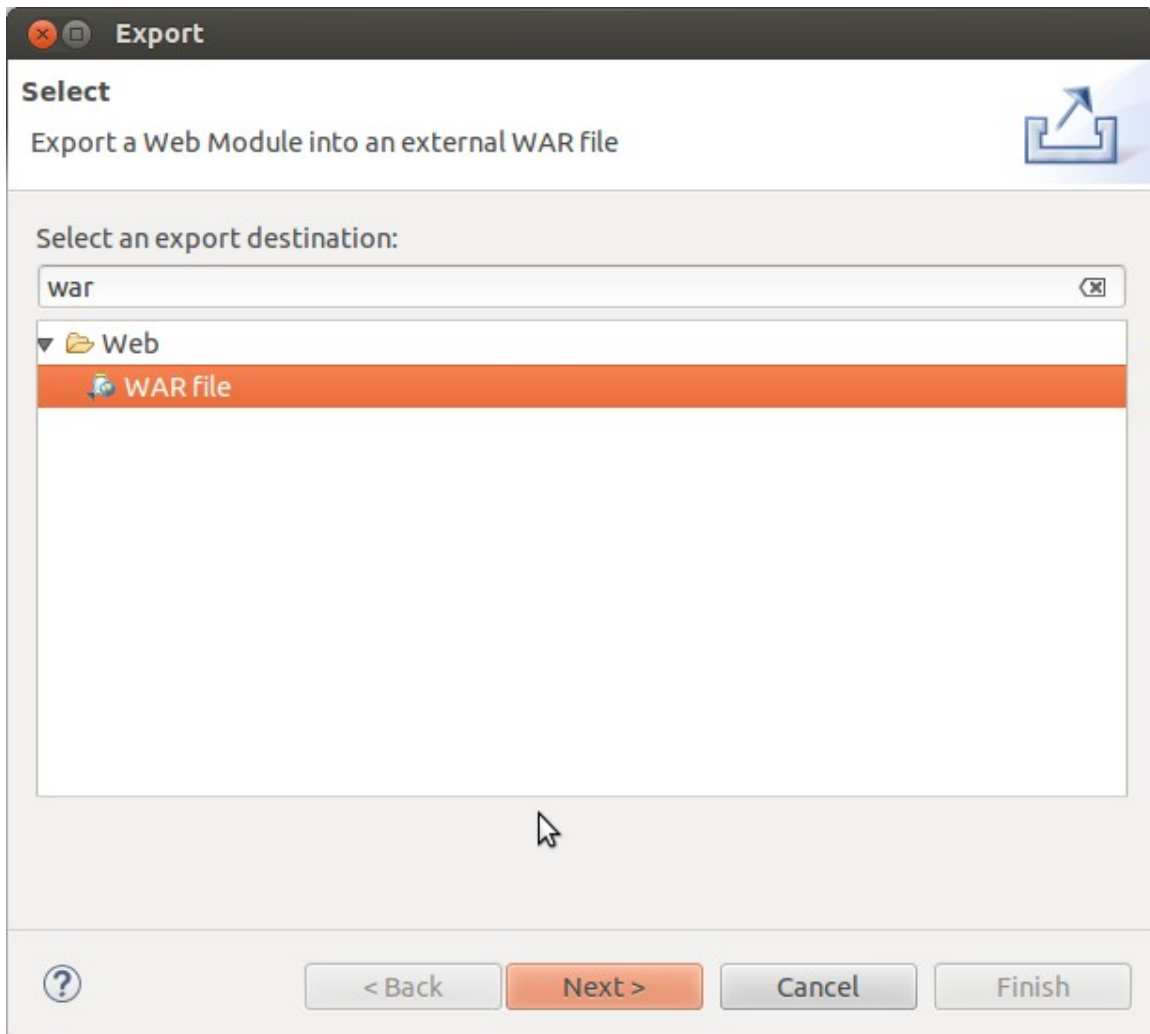 Export
Select
Export a Web Module into an external WAR file
Select an export destination:
war
Web
WAR file
?
< Back Next > Cancel Finish